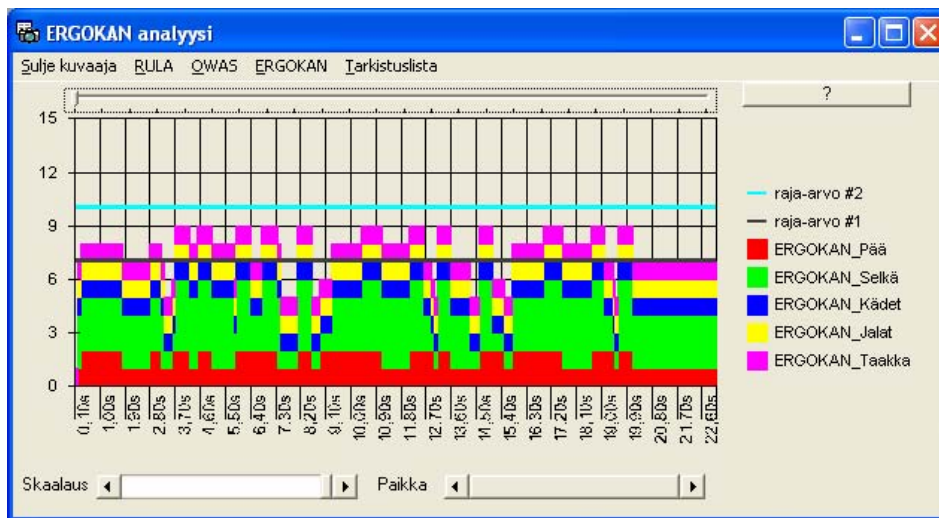 ERGOKAN analyysi
Sulje kuvaaja RULA OWAS ERGOKAN Tarkistuslista
?
15
12
9
6
3
0
raja-arvo #2
raja-arvo #1
ERGOKAN_Pää
ERGOKAN_Selkä
ERGOKAN_Kädet
ERGOKAN_Jalat
ERGOKAN_Taakka
0,10s
1,00s
1,90s
2,80s
3,70s
4,60s
5,50s
6,40s
7,30s
8,20s
9,10s
10,00s
10,90s
11,80s
12,70s
13,60s
14,50s
15,40s
16,30s
17,20s
18,10s
19,00s
19,90s
20,80s
21,70s
22,60s
Skaalaus Paikka